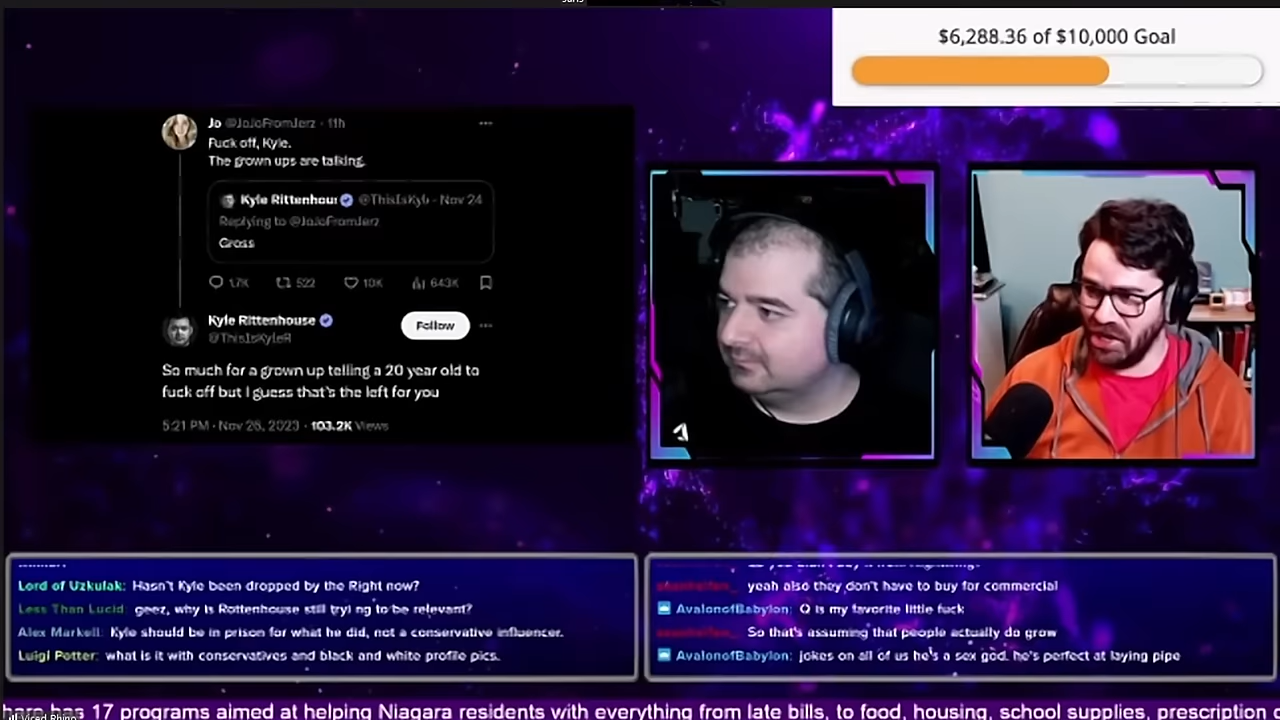 $6,288.36 of $10,000 Goal
Jo @JoJoFromJerz · 11h
Fuck off, Kyle.
The grown ups are talking.
Kyle Rittenhour @ThisIsKyl · Nov 24
Replying to @JoJoFromJerz
Gross
1.7K 522 10K 643K
Kyle Rittenhouse
@ThisIsKyleR
Follow
So much for a grown up telling a 20 year old to
fuck off but I guess that's the left for you
5:21 PM · Nov 26, 2023 · 103.2K Views
Lord of Uzkulak: Hasn't Kyle been dropped by the Right now?
Less Than Lucid: geez, why is Rottenhouse still tryi ng to be relevant?
Alex Markell: Kyle should be in prison for what he did, not a conservative influencer.
Luigi Potter: what is it with conservatives and black and white profile pics.
yeah also they don't have to buy for commercial
AvalonofBabylon: Q is my favorite little fuck
So that's assuming that people actually do grow
AvalonofBabylon: jokes on all of us he's a sex god. he's perfect at laying pipe
has 17 programs aimed at helping Niagara residents with everything from late bills, to food, housing, school supplies, prescription
Viced Rhino